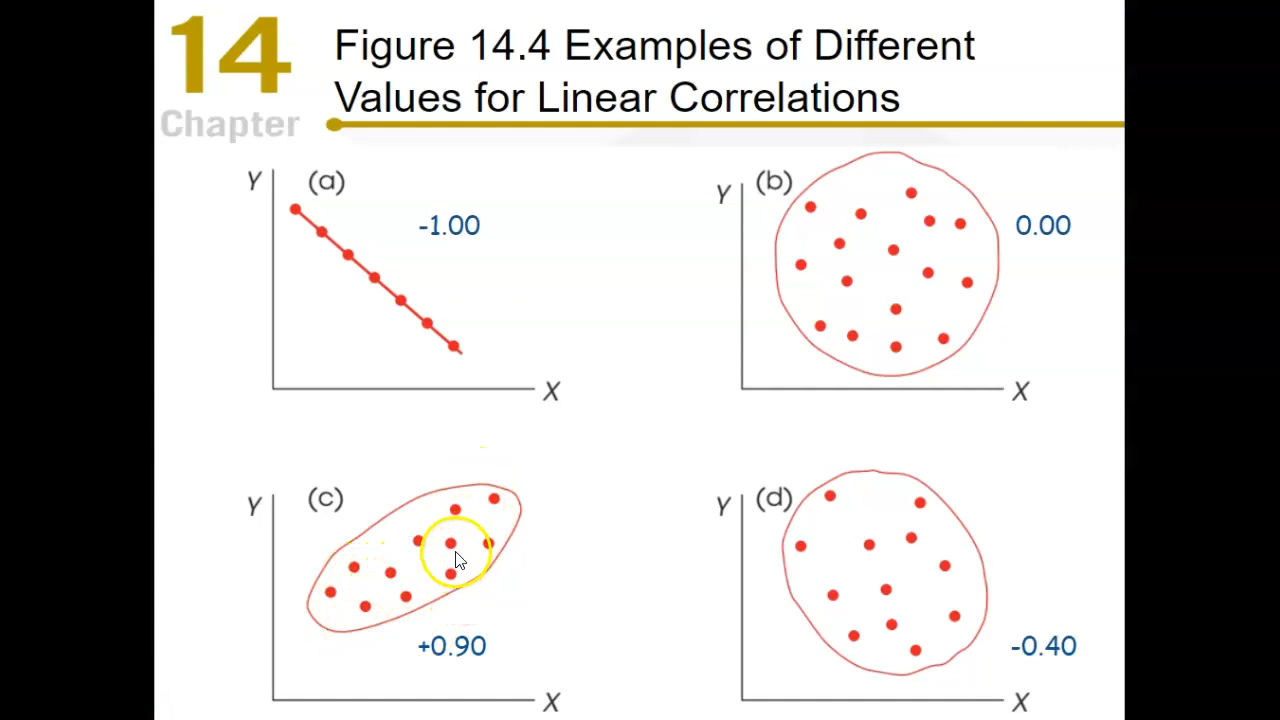 14
Chapter
Figure 14.4 Examples of Different
Values for Linear Correlations
Y
(a)
-1.00
X
Y
(b)
0.00
X
Y
(c)
+0.90
X
Y
(d)
-0.40
X